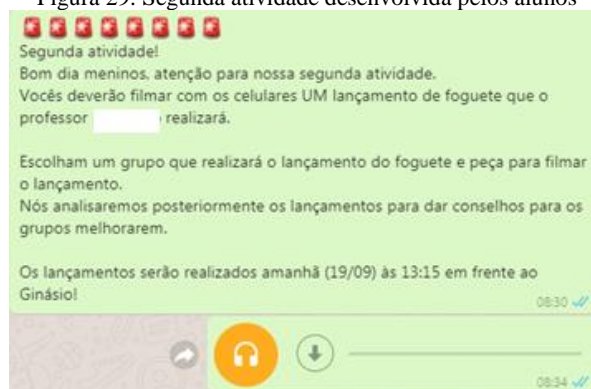 Figura 29. Segunda atividade desenvolvida pelos alunos
Segunda atividade!
Bom dia meninos, atenção para nossa segunda atividade.
Vocês deverão filmar com os celulares UM lançamento de foguete que o
professor realizará.
Escolham um grupo que realizará o lançamento do foguete e peça para filmar
o lançamento.
Nós analisaremos posteriormente os lançamentos para dar conselhos para os
grupos melhorarem.
Os lançamentos serão realizados amanhã (19/09) às 13:15 em frente ao
Ginásio!
08:30
08:34